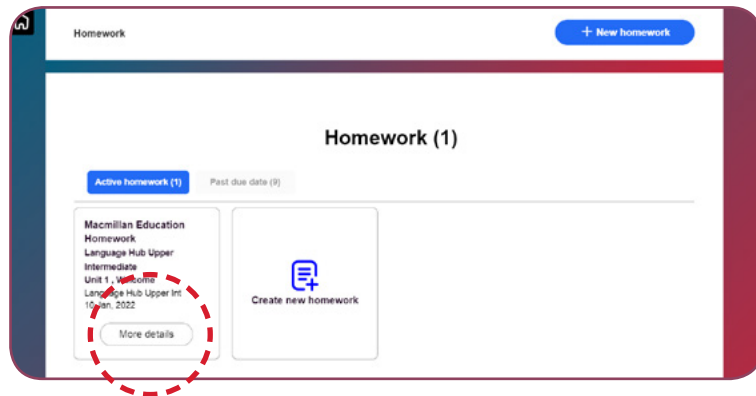 Homework
+ New homework
Homework (1)
Active homework (1)
Past due date (9)
Macmillan Education
Homework
Language Hub Upper
Intermediate
Unit 1 , Welcome
Language Hub Upper Int
10 Jan, 2022
More details
Create new homework